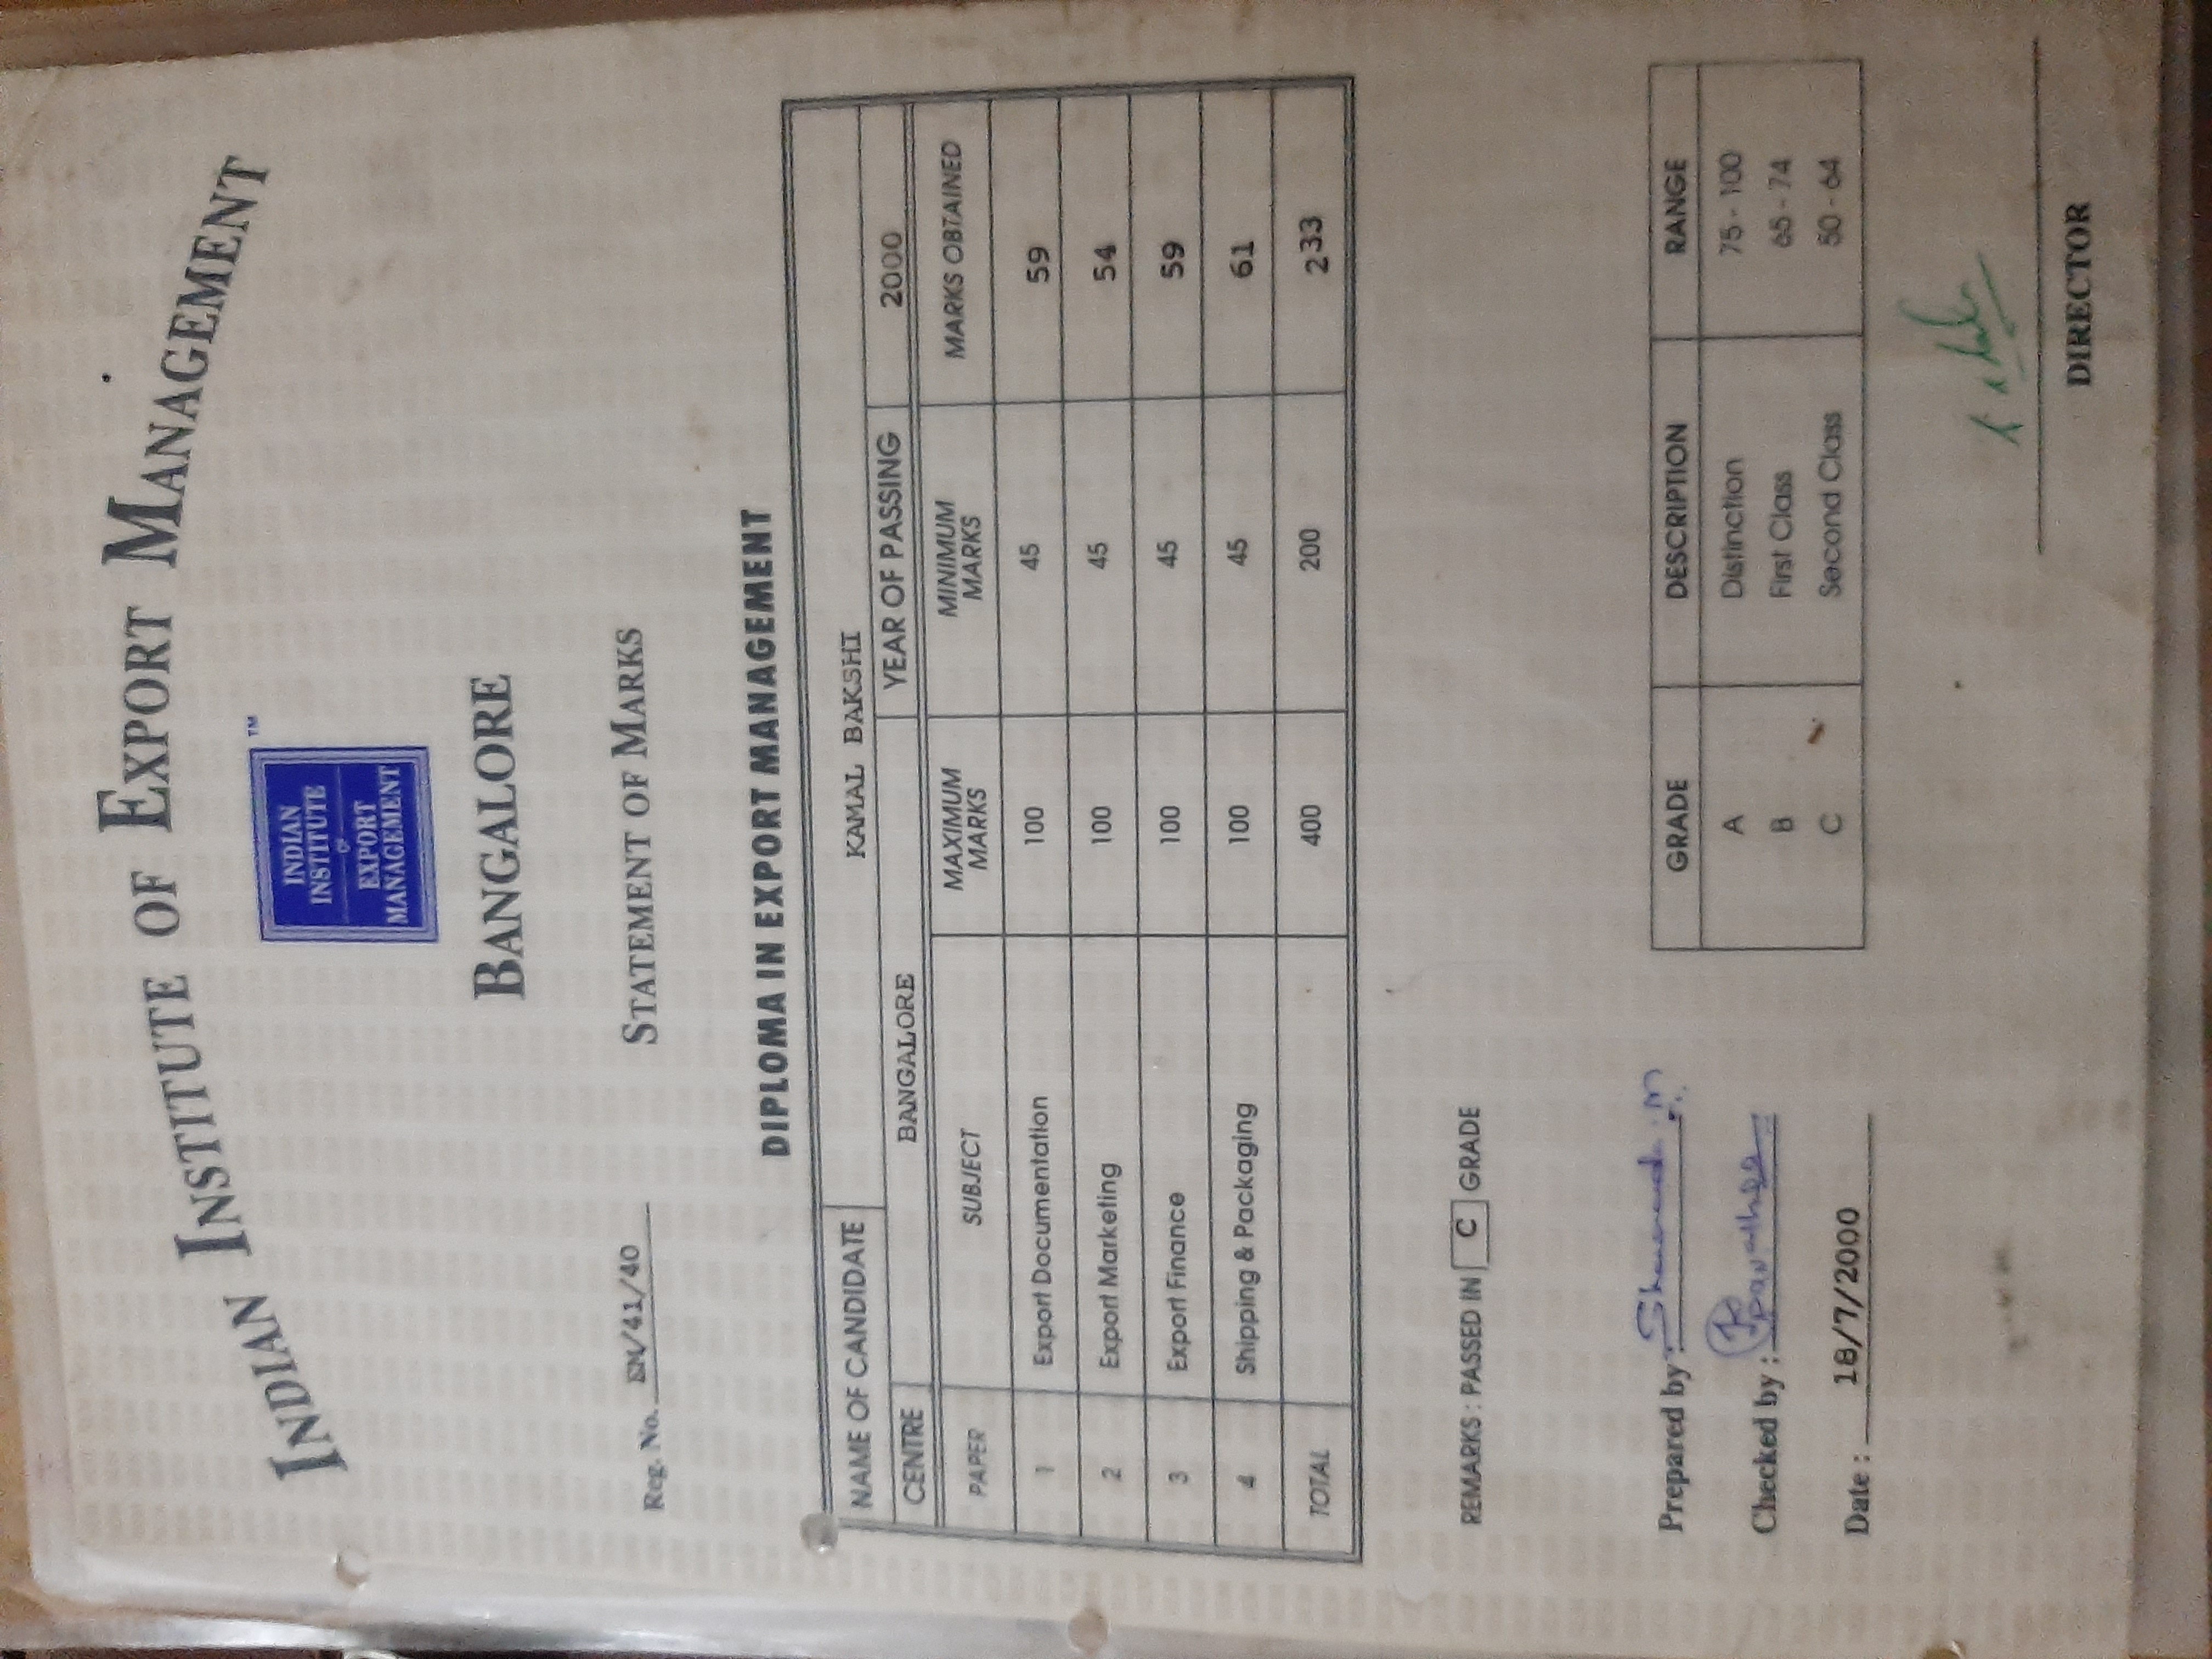 INDIAN INSTITUTE OF EXPORT MANAGEMENT
INDIAN
INSTITUTE
OF
EXPORT
MANAGEMENT
TM
BANGALORE
Reg. No. EM/41/40
STATEMENT OF MARKS
DIPLOMA IN EXPORT MANAGEMENT
NAME OF CANDIDATE KAMAL BAKSHI
CENTRE BANGALORE YEAR OF PASSING 2000
PAPER SUBJECT MAXIMUM MARKS MINIMUM MARKS MARKS OBTAINED
1 Export Documentation 100 45 59
2 Export Marketing 100 45 54
3 Export Finance 100 45 59
4 Shipping & Packaging 100 45 61
TOTAL 400 200 233
REMARKS : PASSED IN C GRADE
Prepared by :
Checked by :
Date : 18/7/2000
GRADE DESCRIPTION RANGE
A Distinction 75 - 100
B First Class 65 - 74
C Second Class 50 - 64
DIRECTOR